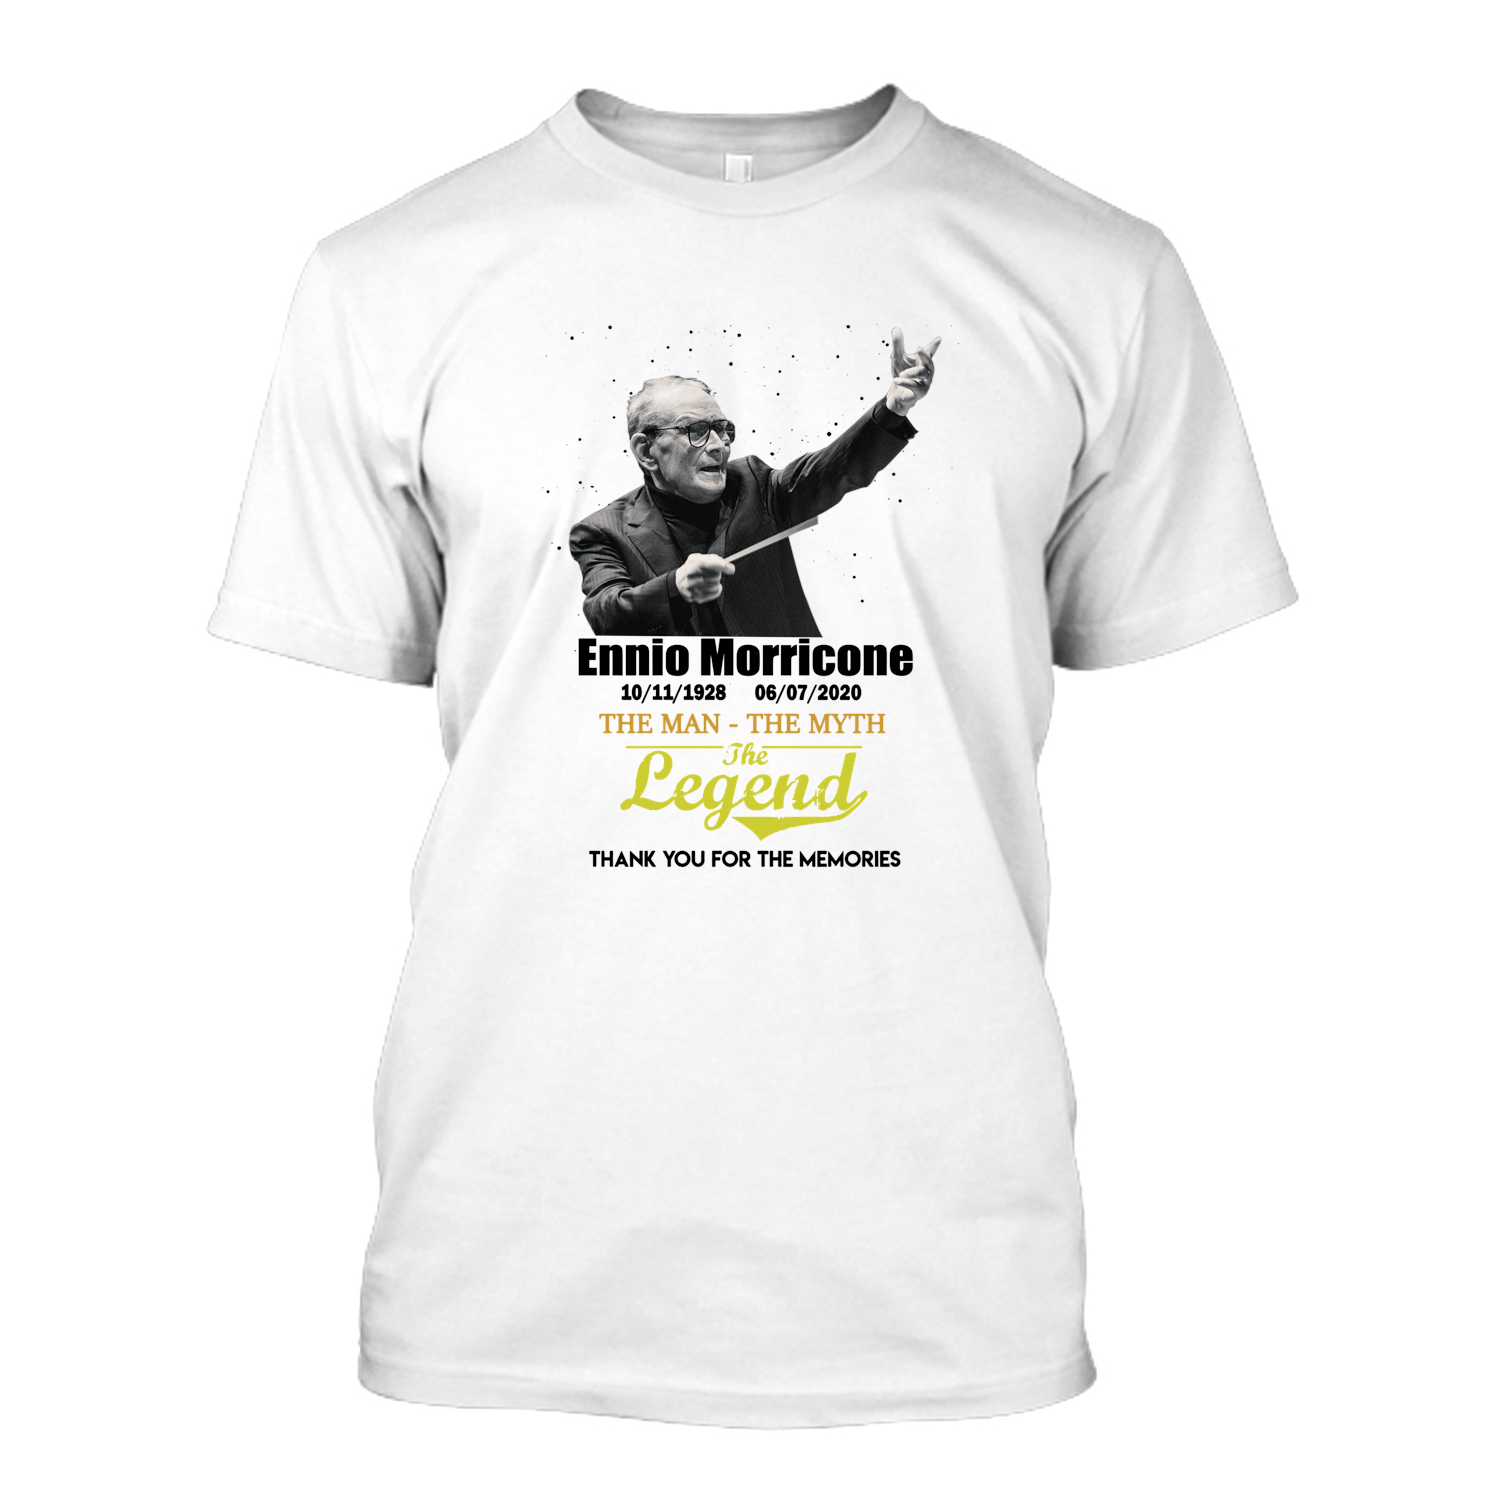 Ennio Morricone
10/11/1928 06/07/2020
THE MAN - THE MYTH
The
Legend
THANK YOU FOR THE MEMORIES